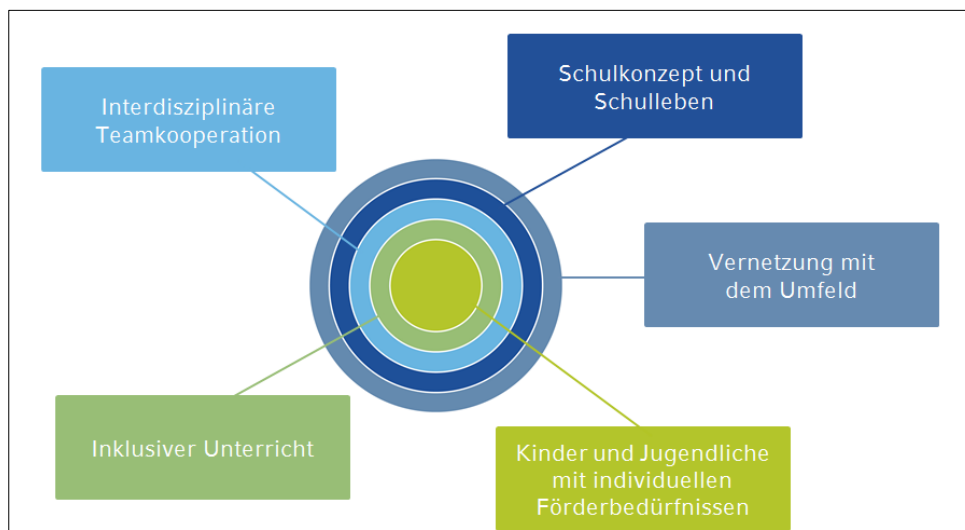 Interdisziplinäre
Teamkooperation
Schulkonzept und
Schulleben
Vernetzung mit
dem Umfeld
Inklusiver Unterricht
Kinder und Jugendliche
mit individuellen
Förderbedürfnissen